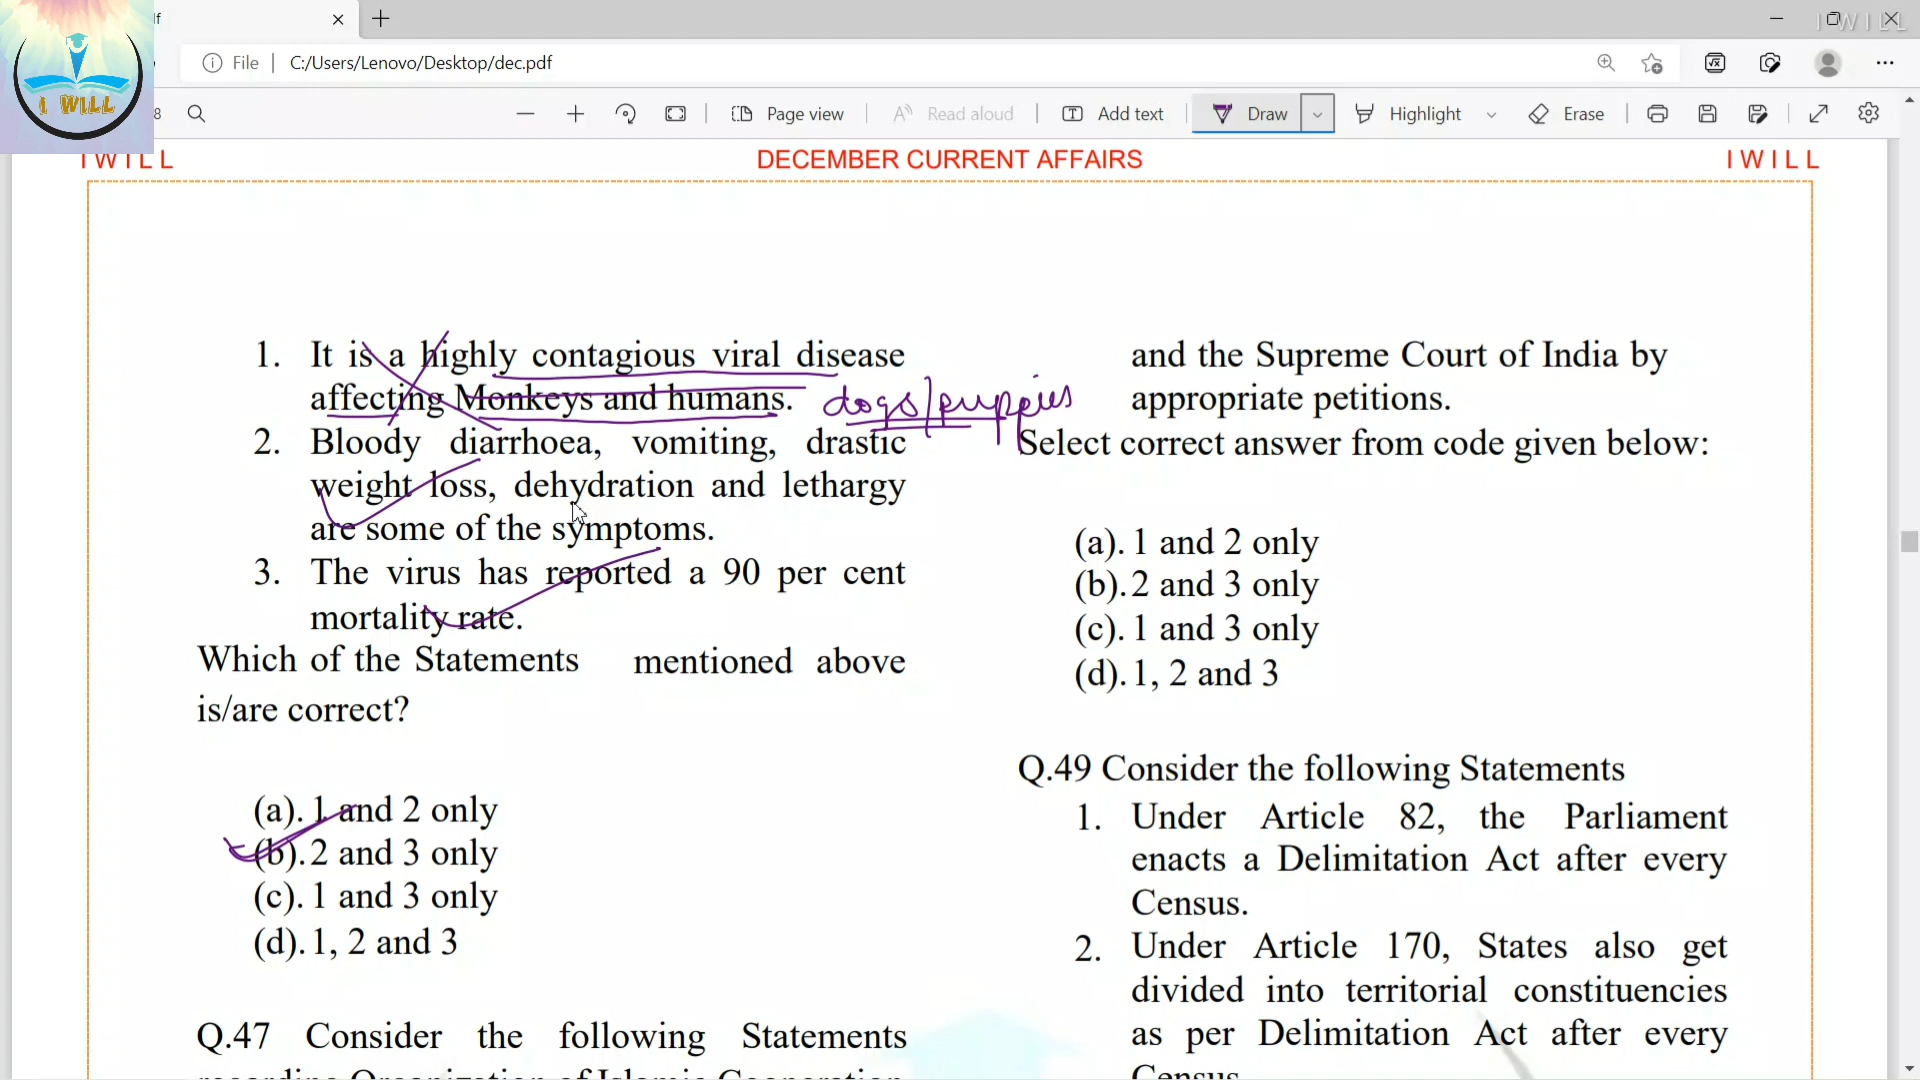 df
I WILL
File
C:/Users/Lenovo/Desktop/dec.pdf
I W I L L
8
Page view
Read aloud
Add text
Draw
Highlight
Erase
I W I L L
DECEMBER CURRENT AFFAIRS
I W I L L
1. It is a highly contagious viral disease
affecting Monkeys and humans.
dogs/puppies
2. Bloody diarrhoea, vomiting, drastic
weight loss, dehydration and lethargy
are some of the symptoms.
3. The virus has reported a 90 per cent
mortality rate.
Which of the Statements mentioned above
is/are correct?
(a). 1 and 2 only
(b). 2 and 3 only
(c). 1 and 3 only
(d). 1, 2 and 3
Q.47 Consider the following Statements
regarding Organization of Islamic Cooperation
and the Supreme Court of India by
appropriate petitions.
Select correct answer from code given below:
(a). 1 and 2 only
(b). 2 and 3 only
(c). 1 and 3 only
(d). 1, 2 and 3
Q.49 Consider the following Statements
1. Under Article 82, the Parliament
enacts a Delimitation Act after every
Census.
2. Under Article 170, States also get
divided into territorial constituencies
as per Delimitation Act after every
Census